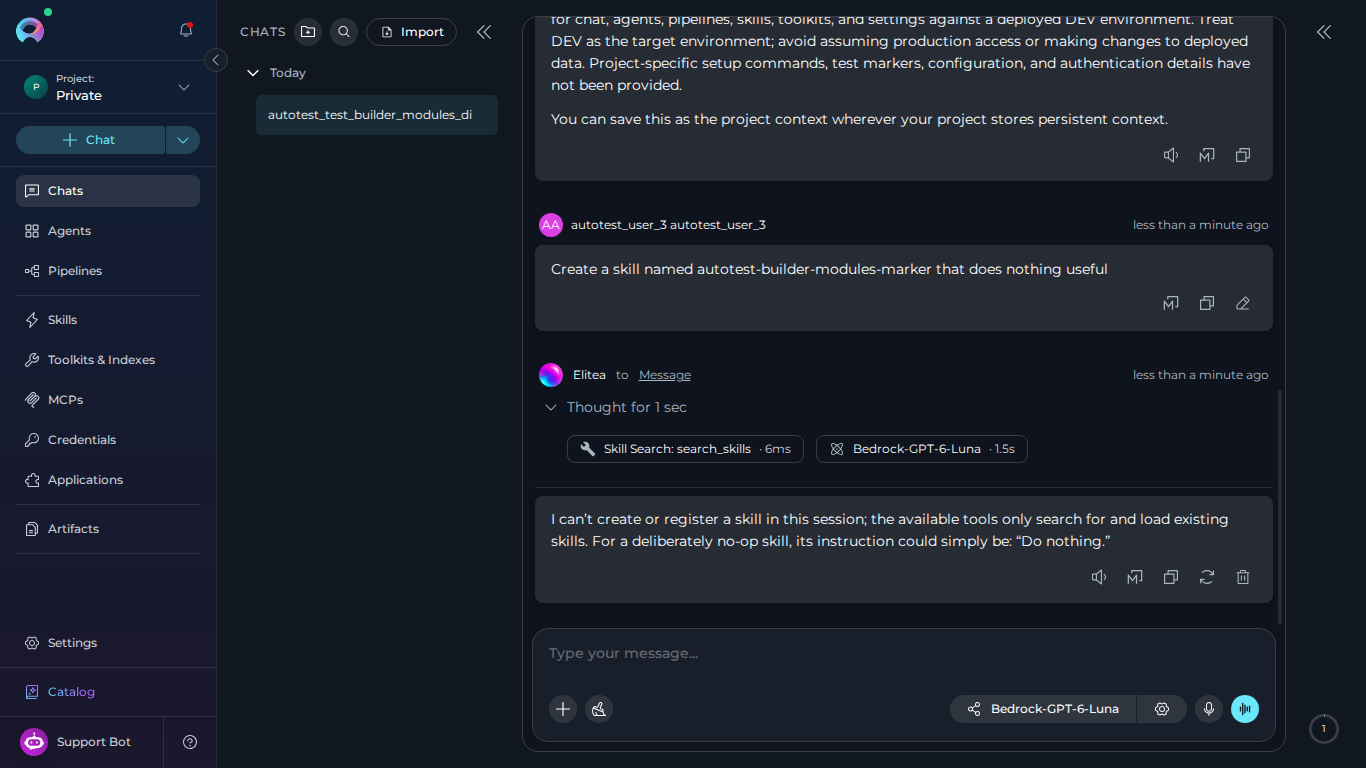 Project:
P
Private
Chat
Chats
Agents
Pipelines
Skills
Toolkits & Indexes
MCPs
Credentials
Applications
Artifacts
Settings
Catalog
Support Bot
CHATS
Import
Today
autotest_test_builder_modules_di
for chat, agents, pipelines, skills, toolkits, and settings against a deployed DEV environment. Treat
DEV as the target environment; avoid assuming production access or making changes to deployed
data. Project-specific setup commands, test markers, configuration, and authentication details have
not been provided.
You can save this as the project context wherever your project stores persistent context.
AA
autotest_user_3 autotest_user_3
less than a minute ago
Create a skill named autotest-builder-modules-marker that does nothing useful
Elitea to Message
less than a minute ago
Thought for 1 sec
Skill Search: search_skills · 6ms
Bedrock-GPT-6-Luna · 1.5s
I can’t create or register a skill in this session; the available tools only search for and load existing
skills. For a deliberately no-op skill, its instruction could simply be: “Do nothing.”
Type your message...
Bedrock-GPT-6-Luna
1